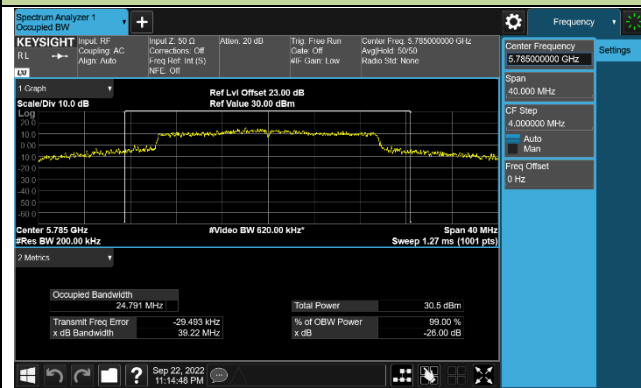 Spectrum Analyzer 1
Occupied BW
+
Frequency
KEYSIGHT
RL
LXI
Input: RF
Coupling: AC
Align: Auto
Input Z: 50 Ω
Corrections: Off
Freq Ref: Int (S)
NFE: Off
Atten: 20 dB
Trig: Free Run
Gate: Off
#IF Gain: Low
Center Freq: 5.785000000 GHz
Avg|Hold: 50/50
Radio Std: None
Center Frequency
5.785000000 GHz
Settings
Span
40.000 MHz
CF Step
4.000000 MHz
Auto
Man
Freq Offset
0 Hz
1 Graph
Scale/Div 10.0 dB
Ref Lvl Offset 23.00 dB
Ref Value 30.00 dBm
Log
20.0
10.0
0.00
-10.0
-20.0
-30.0
-40.0
-50.0
-60.0
Center 5.785 GHz
#Video BW 620.00 kHz*
Span 40 MHz
#Res BW 200.00 kHz
Sweep 1.27 ms (1001 pts)
2 Metrics
Occupied Bandwidth
24.791 MHz
Total Power
30.5 dBm
Transmit Freq Error
-29.493 kHz
% of OBW Power
99.00 %
x dB Bandwidth
39.22 MHz
x dB
-26.00 dB
?
Sep 22, 2022
11:14:48 PM